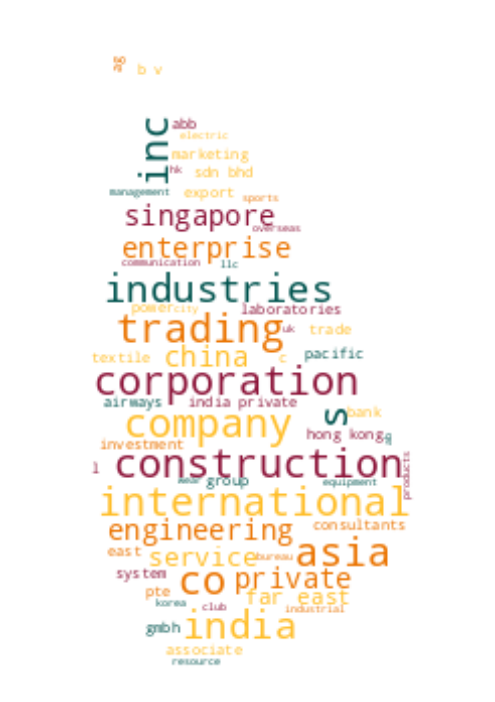 ag
b v
inc
abb
electric
marketing
hk
sdn bhd
management
export
sports
singapore
overseas
enterprise
communication
llc
industries
power
city
laboratories
trading
uk
trade
textile
china
c
pacific
corporation
airways
india private
s
bank
company
hong kong
investment
l
construction
products
wear
group
equipment
international
engineering
consultants
east
service
bureau
asia
system
co
private
pte
far east
korea
club
industrial
gmbh
india
associate
resource